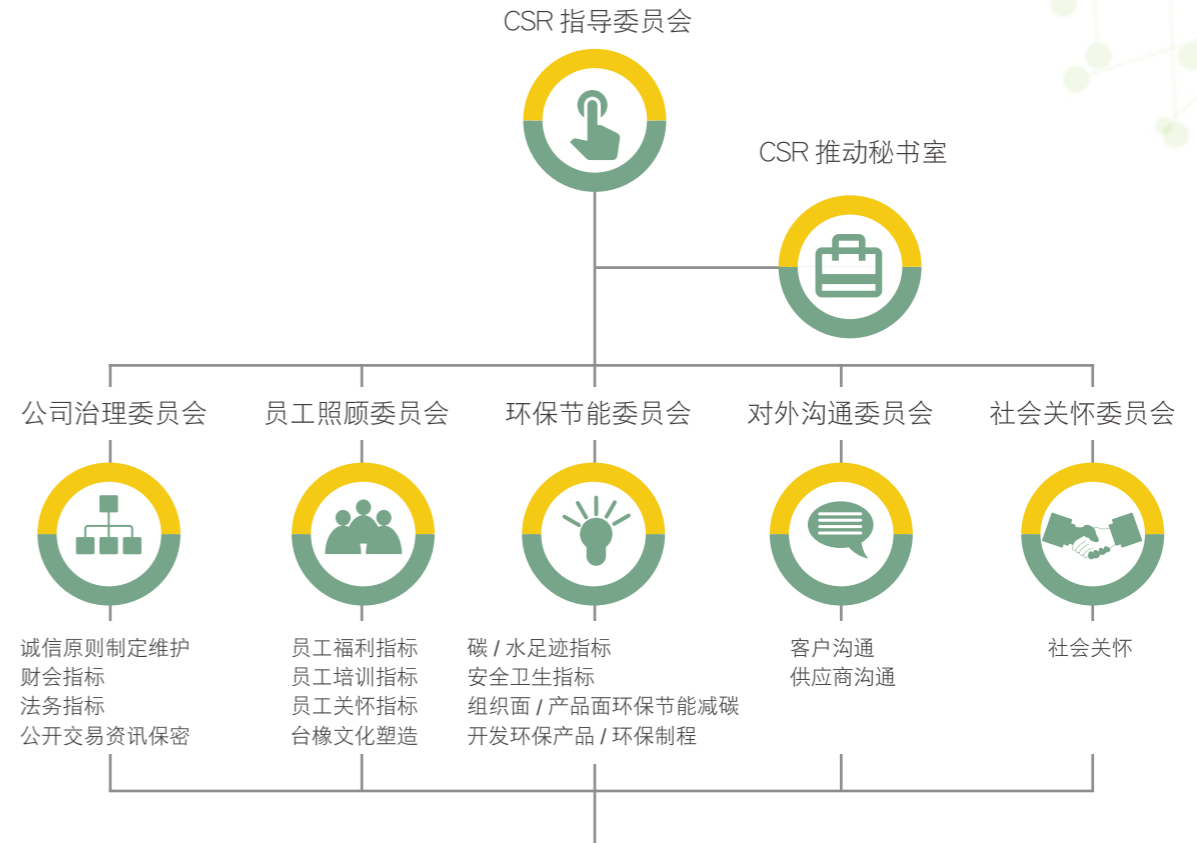 CSR 指导委员会
CSR 推动秘书室
公司治理委员会
员工照顾委员会
环保节能委员会
对外沟通委员会
社会关怀委员会
诚信原则制定维护
财会指标
法务指标
公开交易资讯保密
员工福利指标
员工培训指标
员工关怀指标
台橡文化塑造
碳 / 水足迹指标
安全卫生指标
组织面 / 产品面环保节能减碳
开发环保产品 / 环保制程
客户沟通
供应商沟通
社会关怀